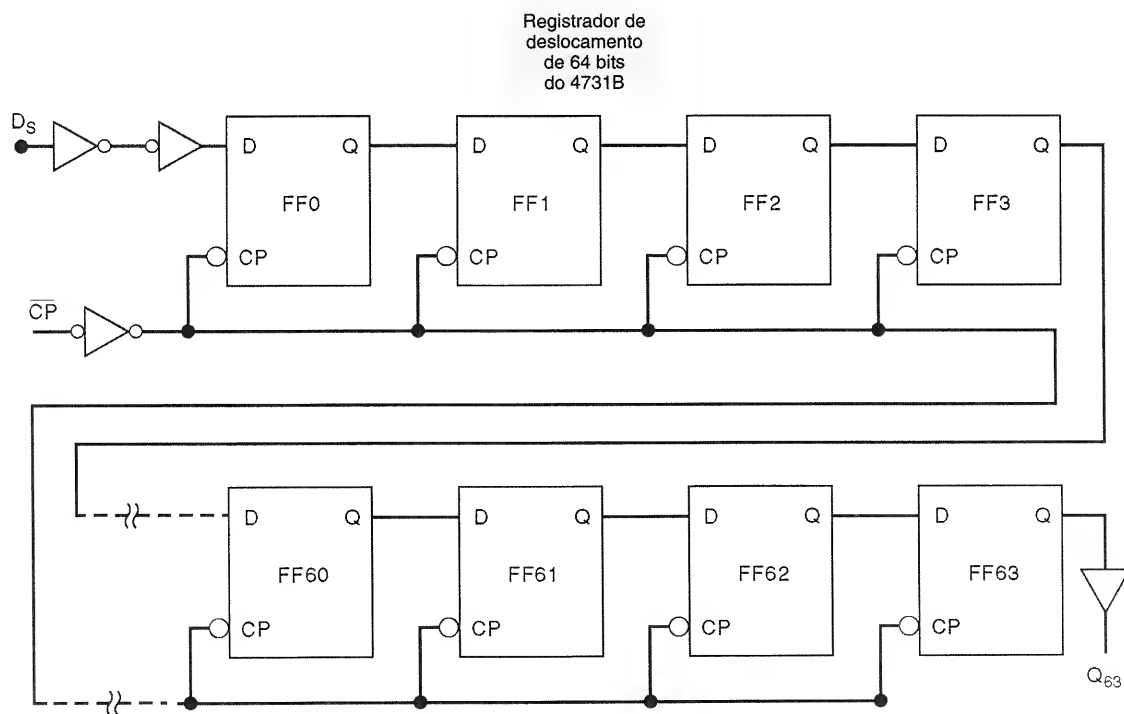 Registrador de
deslocamento
de 64 bits
do 4731B
D_S
D Q D Q D Q D Q
FF0 FF1 FF2 FF3
CP CP CP CP
C̅P̅
D Q D Q D Q D Q
FF60 FF61 FF62 FF63
CP CP CP CP
Q_63